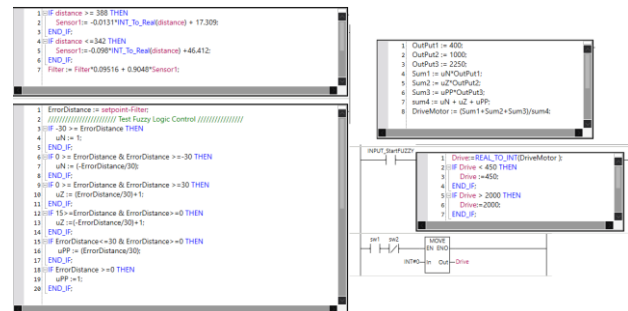 1 IF distance >= 388 THEN
2 Sensor1:= -0.0131*INT_To_Real(distance) + 17.309;
3 END_IF;
4 IF distance <=342 THEN
5 Sensor1:=-0.098*INT_To_Real(distance) +46.412;
6 END_IF;
7 Filter := Filter*0.09516 + 0.9048*Sensor1;
1 ErrorDistance := setpoint-Filter;
2 //////////////////////// Test Fuzzy Logic Control ////////////////
3 IF -30 >= ErrorDistance THEN
4 uN := 1;
5 END_IF;
6 IF 0 >= ErrorDistance & ErrorDistance >=-30 THEN
7 uN := (-ErrorDistance/30);
8 END_IF;
9 IF 0 >= ErrorDistance & ErrorDistance >=30 THEN
10 uZ := (ErrorDistance/30)+1;
11 END_IF;
12 IF 15>=ErrorDistance & ErrorDistance>=0 THEN
13 uZ :=(-ErrorDistance/30)+1;
14 END_IF;
15 IF ErrorDistance<=30 & ErrorDistance>=0 THEN
16 uPP := (ErrorDistance/30);
17 END_IF;
18 IF ErrorDistance >=0 THEN
19 uPP :=1;
20 END_IF;
1 OutPut1 := 400;
2 OutPut2 := 1000;
3 OutPut3 := 2250;
4 Sum1 := uN*OutPut1;
5 Sum2 := uZ*OutPut2;
6 Sum3 := uPP*OutPut3;
7 sum4 := uN + uZ + uPP;
8 DriveMotor := (Sum1+Sum2+Sum3)/sum4;
INPUT_StartFUZZY
1 Drive:=REAL_TO_INT(DriveMotor );
2 IF Drive < 450 THEN
3 Drive :=450;
4 END_IF;
5 IF Drive > 2000 THEN
6 Drive:=2000;
7 END_IF;
sw1 sw2 MOVE
EN ENO
INT#0 In Out Drive